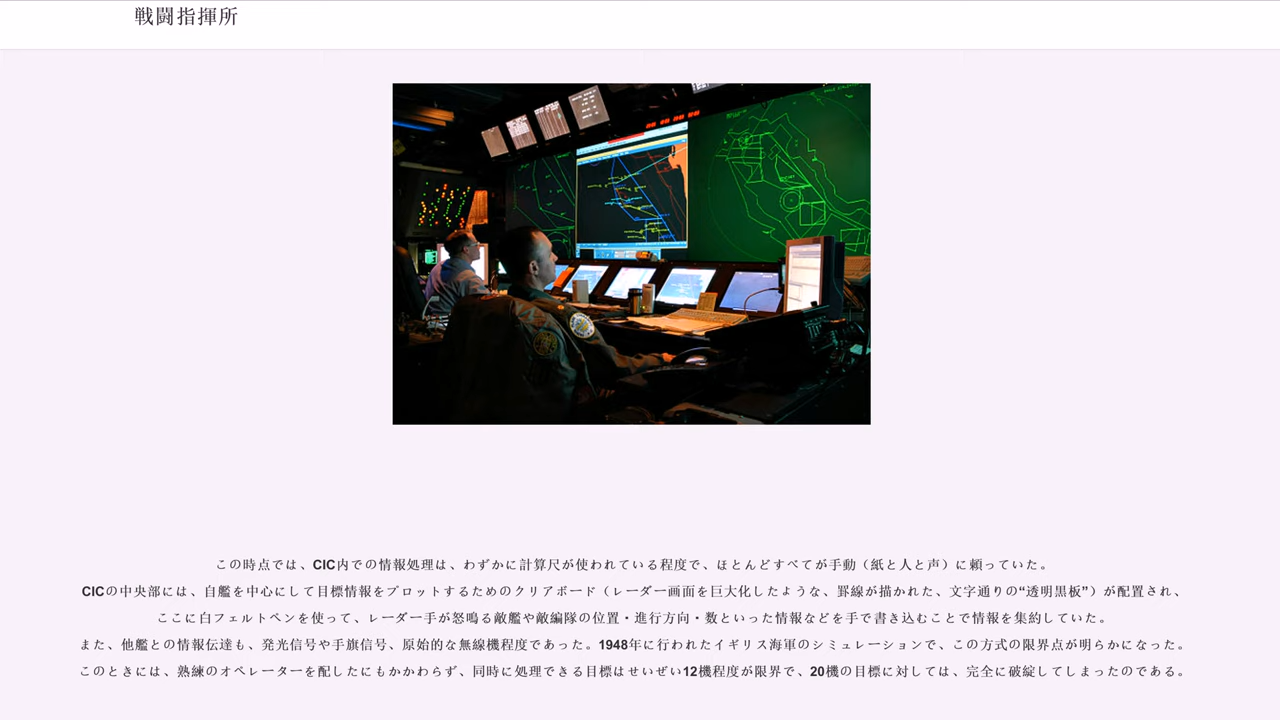 戦闘指揮所
この時点では、CIC内での情報処理は、わずかに計算尺が使われている程度で、ほとんどすべてが手動（紙と人と声）に頼っていた。
CICの中央部には、自艦を中心にして目標情報をプロットするためのクリアボード（レーダー画面を巨大化したような、罫線が描かれた、文字通りの“透明黒板”）が配置され、
ここに白フェルトペンを使って、レーダー手が怒鳴る敵艦や敵編隊の位置・進行方向・数といった情報などを手で書き込むことで情報を集約していた。
また、他艦との情報伝達も、発光信号や手旗信号、原始的な無線機程度であった。1948年に行われたイギリス海軍のシミュレーションで、この方式の限界点が明らかになった。
このときには、熟練のオペレーターを配したにもかかわらず、同時に処理できる目標はせいぜい12機程度が限界で、20機の目標に対しては、完全に破綻してしまったのである。